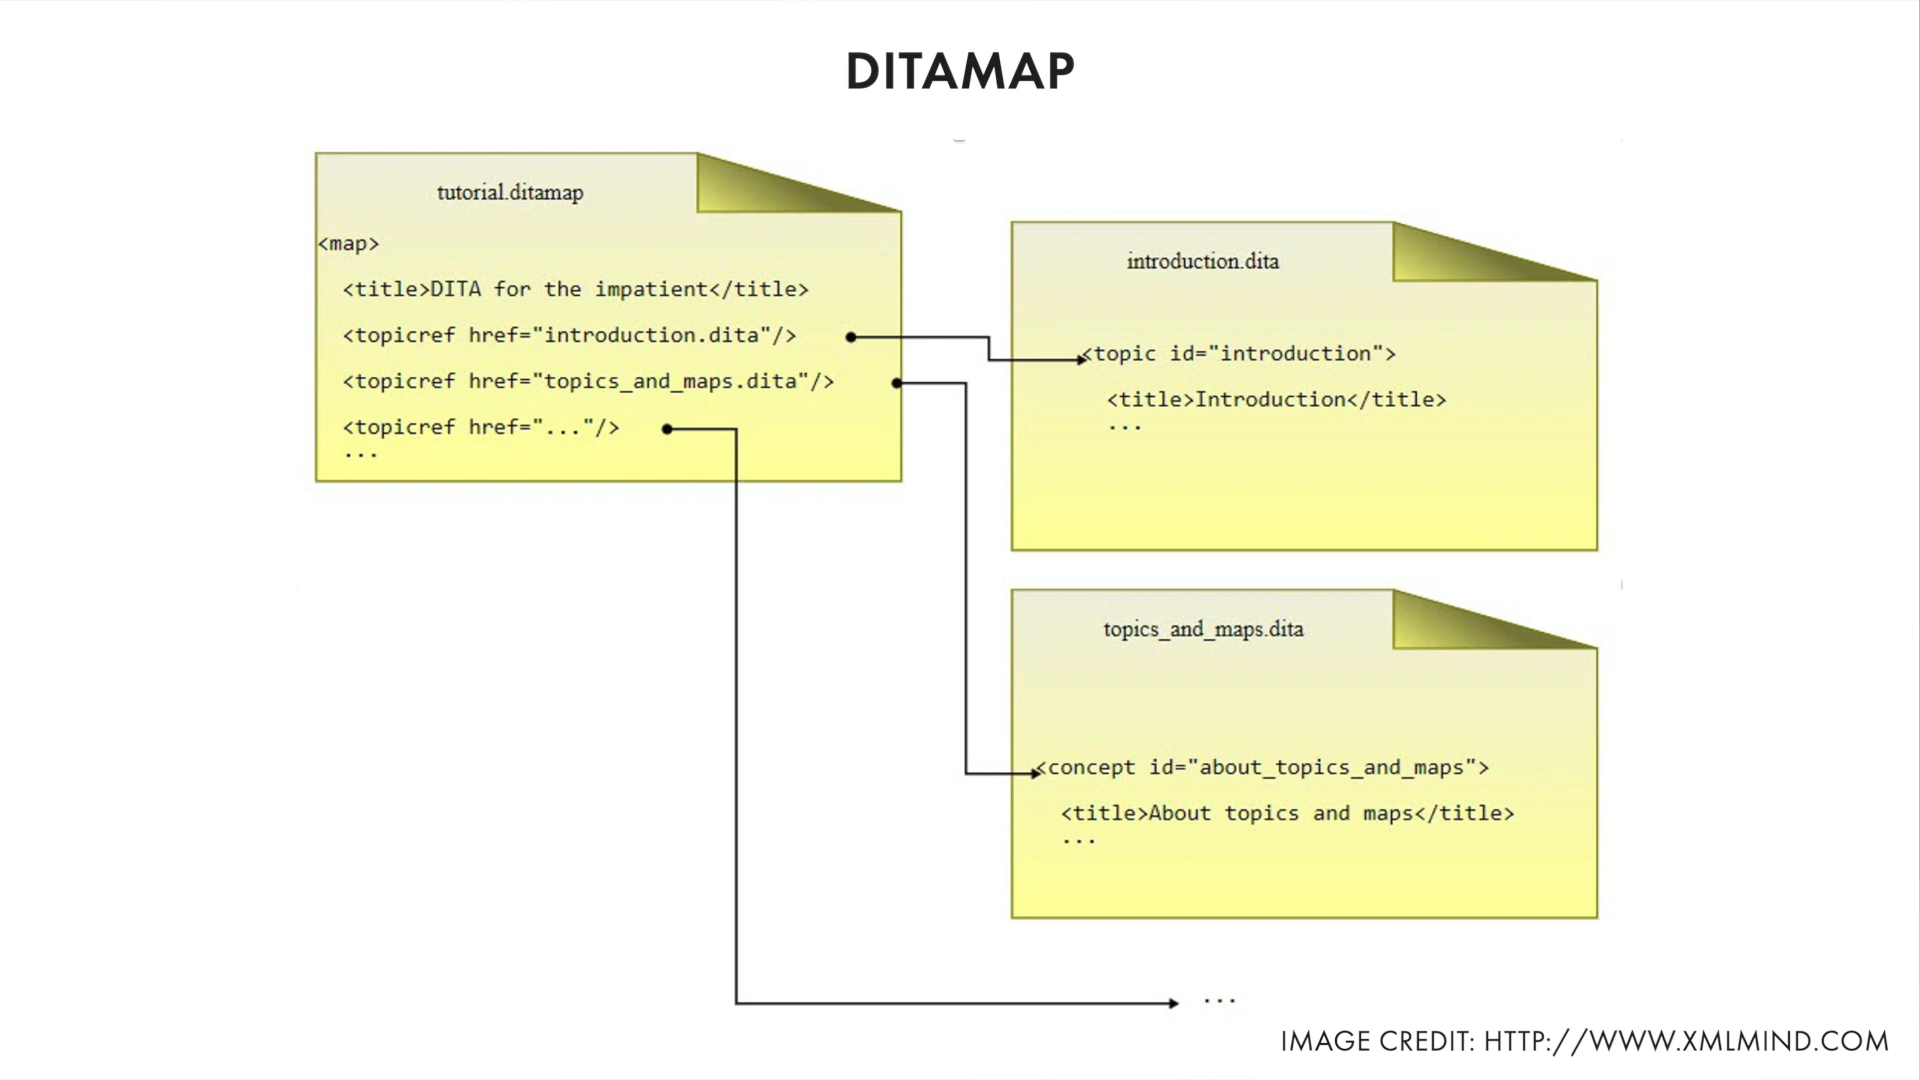 DITAMAP
tutorial.ditamap
<map>
<title>DITA for the impatient</title>
<topicref href="introduction.dita"/>
<topicref href="topics_and_maps.dita"/>
<topicref href="..."/>
...
introduction.dita
<topic id="introduction">
<title>Introduction</title>
...
topics_and_maps.dita
<concept id="about_topics_and_maps">
<title>About topics and maps</title>
...
...
IMAGE CREDIT: HTTP://WWW.XMLMIND.COM